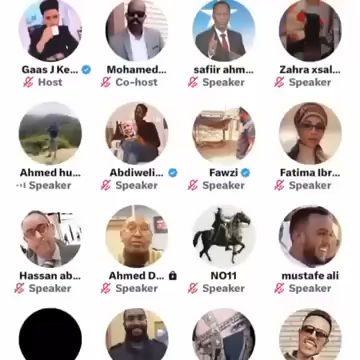 Gaas J Ke...
Host
Mohamed...
Co-host
safiir ahm...
Speaker
Zahra xsal...
Speaker
Ahmed hu...
Speaker
Abdiweli...
Speaker
Fawzi
Speaker
Fatima Ibr...
Speaker
Hassan ab...
Speaker
Ahmed D...
Speaker
NO11
Speaker
mustafe ali
Speaker